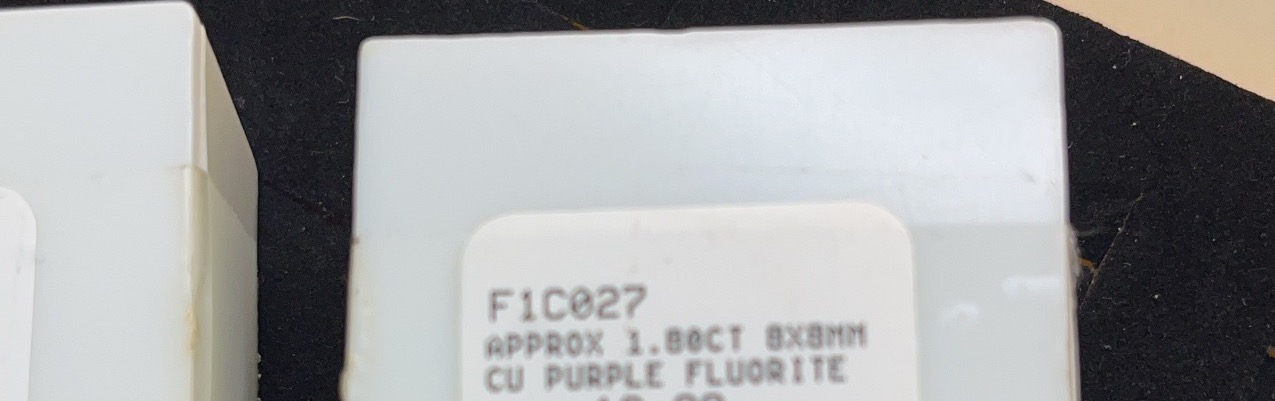 F1C027
APPROX 1.80CT 8X8MM
CU PURPLE FLUORITE